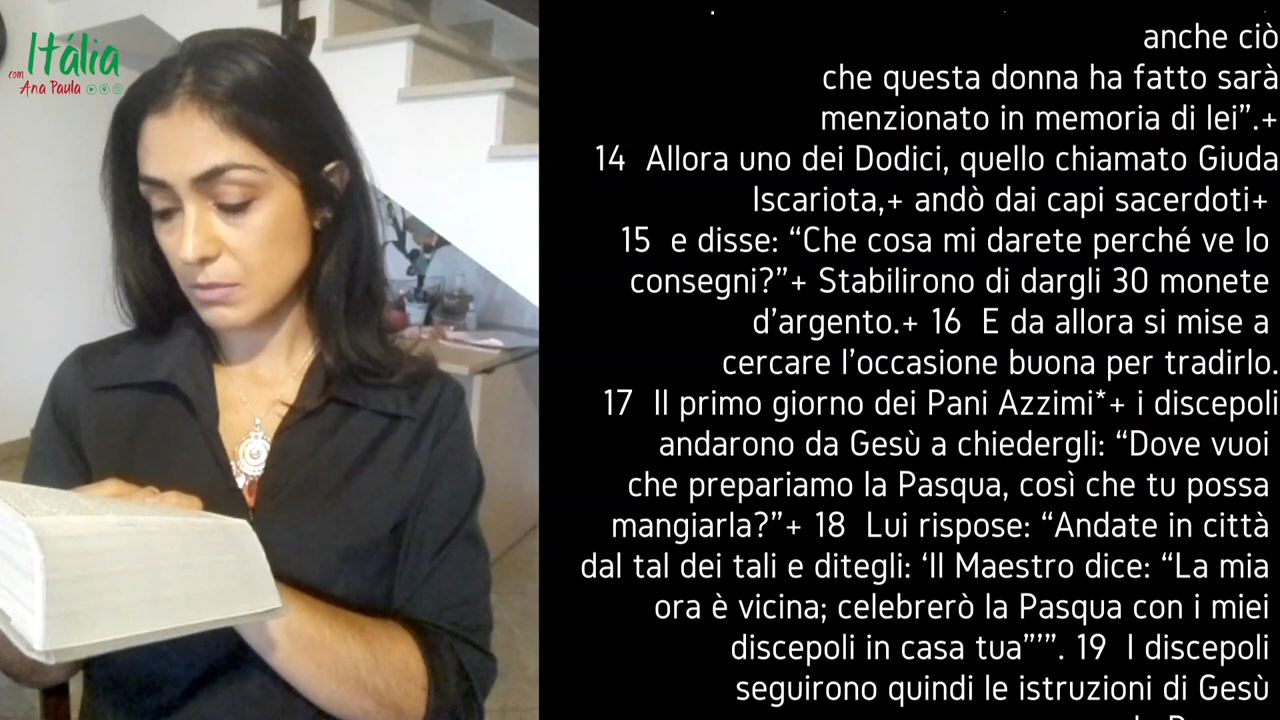 Itália
com
Ana Paula
anche ciò
che questa donna ha fatto sarà
menzionato in memoria di lei”.+
14 Allora uno dei Dodici, quello chiamato Giuda
Iscariota,+ andò dai capi sacerdoti+
15 e disse: “Che cosa mi darete perché ve lo
consegni?”+ Stabilirono di dargli 30 monete
d’argento.+ 16 E da allora si mise a
cercare l’occasione buona per tradirlo.
17 Il primo giorno dei Pani Azzimi*+ i discepoli
andarono da Gesù a chiedergli: “Dove vuoi
che prepariamo la Pasqua, così che tu possa
mangiarla?”+ 18 Lui rispose: “Andate in città
dal tal dei tali e ditegli: ‘Il Maestro dice: “La mia
ora è vicina; celebrerò la Pasqua con i miei
discepoli in casa tua”’”. 19 I discepoli
seguirono quindi le istruzioni di Gesù